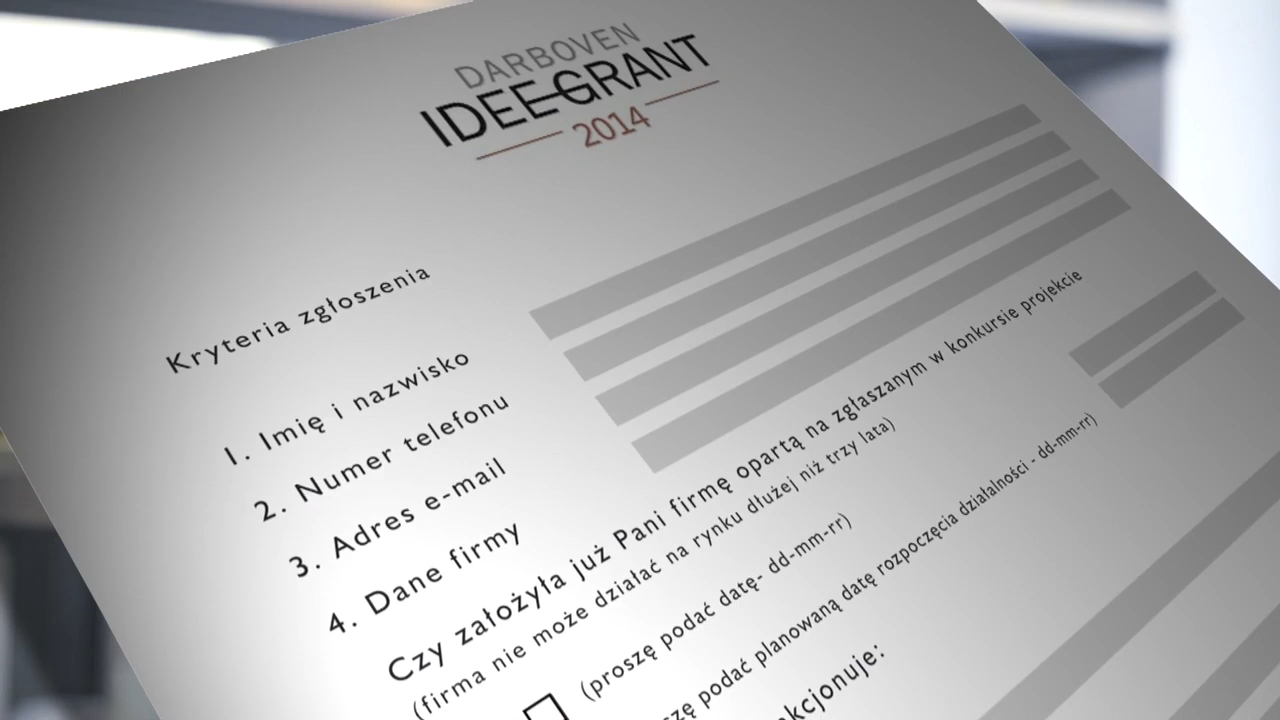 DARBOVEN
IDEE-GRANT
2014
Kryteria zgłoszenia
1. Imię i nazwisko
2. Numer telefonu
3. Adres e-mail
4. Dane firmy
Czy założyła już Pani firmę opartą na zgłaszanym w konkursie projekcie
(firma nie może działać na rynku dłużej niż trzy lata)
(proszę podać datę- dd-mm-rr)
podać planowaną datę rozpoczęcia działalności - dd-mm-rr)